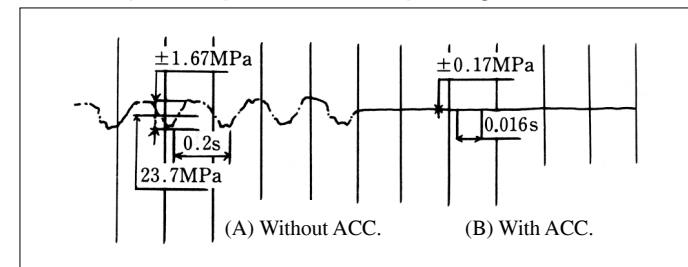 ±1.67MPa
±0.17MPa
0.2s
0.016s
23.7MPa
(A) Without ACC.
(B) With ACC.